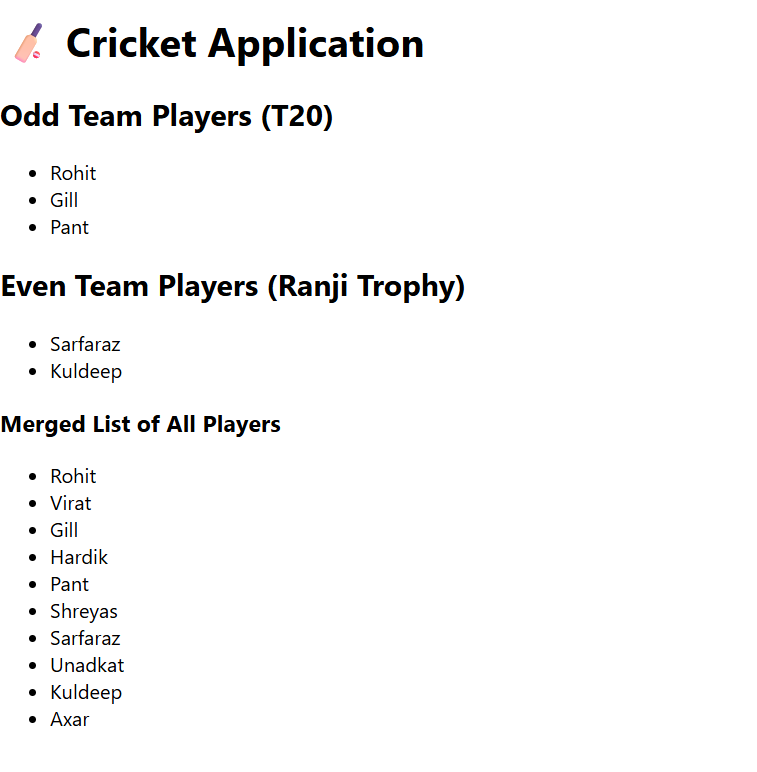 Cricket Application
Odd Team Players (T20)
Rohit
Gill
Pant
Even Team Players (Ranji Trophy)
Sarfaraz
Kuldeep
Merged List of All Players
Rohit
Virat
Gill
Hardik
Pant
Shreyas
Sarfaraz
Unadkat
Kuldeep
Axar